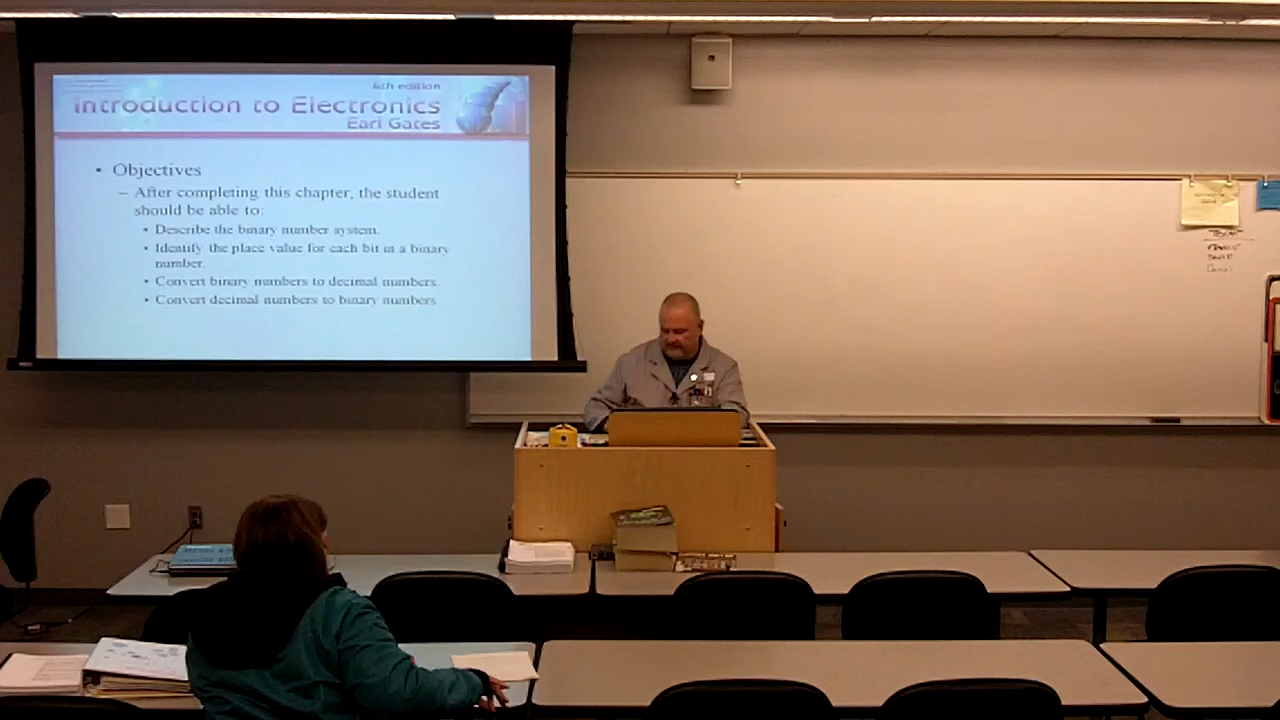 6th edition
Introduction to Electronics
Earl Gates
• Objectives
– After completing this chapter, the student
should be able to:
• Describe the binary number system.
• Identify the place value for each bit in a binary
number.
• Convert binary numbers to decimal numbers.
• Convert decimal numbers to binary numbers